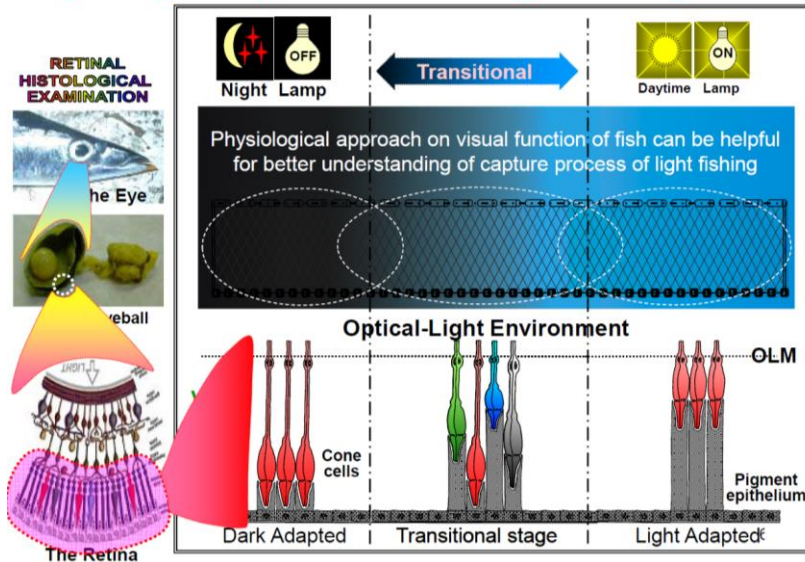 RETINAL
HISTOLOGICAL
EXAMINATION
he Eye
eball
LIGHT
The Retina
OFF
Night Lamp
Transitional
ON
Daytime Lamp
Physiological approach on visual function of fish can be helpful
for better understanding of capture process of light fishing
Optical-Light Environment
OLM
Cone
cells
Pigment
epithelium
Dark Adapted
Transitional stage
Light Adapted